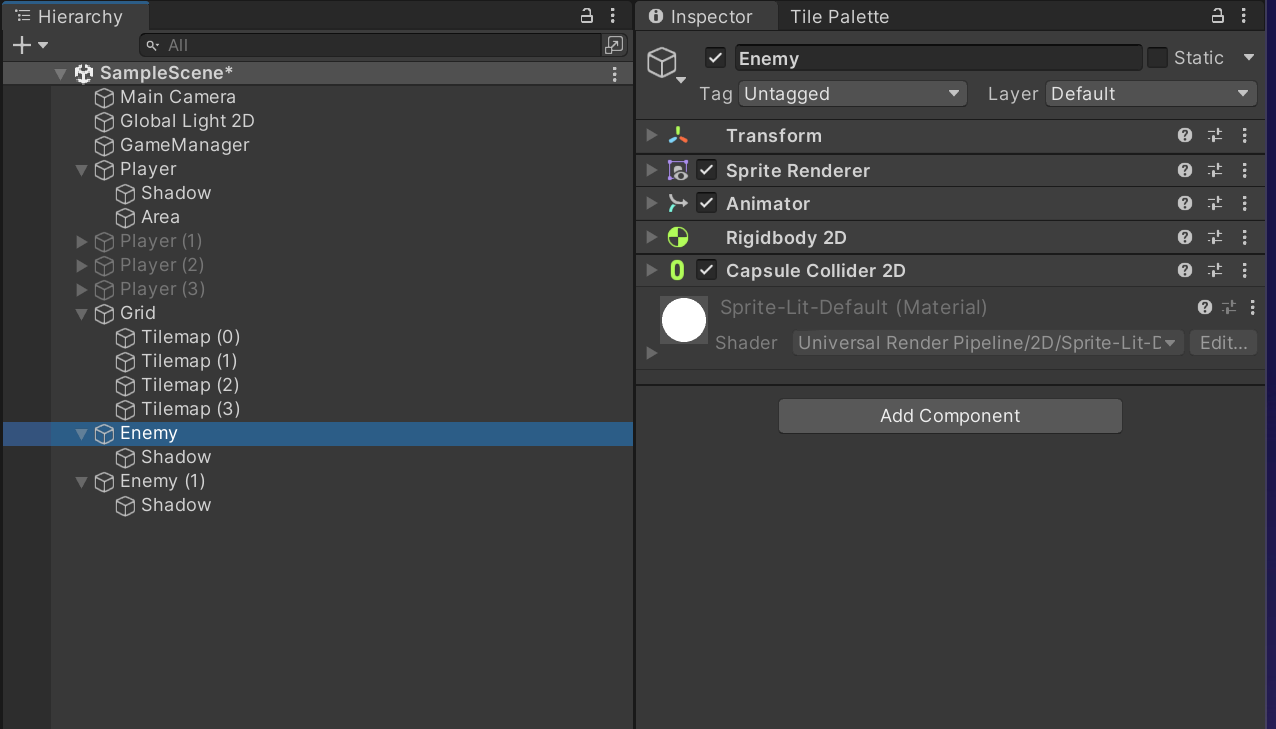 Hierarchy
All
SampleScene*
Main Camera
Global Light 2D
GameManager
Player
Shadow
Area
Player (1)
Player (2)
Player (3)
Grid
Tilemap (0)
Tilemap (1)
Tilemap (2)
Tilemap (3)
Enemy
Shadow
Enemy (1)
Shadow
Inspector Tile Palette
Enemy Static
Tag Untagged Layer Default
Transform
Sprite Renderer
Animator
Rigidbody 2D
Capsule Collider 2D
Sprite-Lit-Default (Material)
Shader Universal Render Pipeline/2D/Sprite-Lit-D Edit...
Add Component